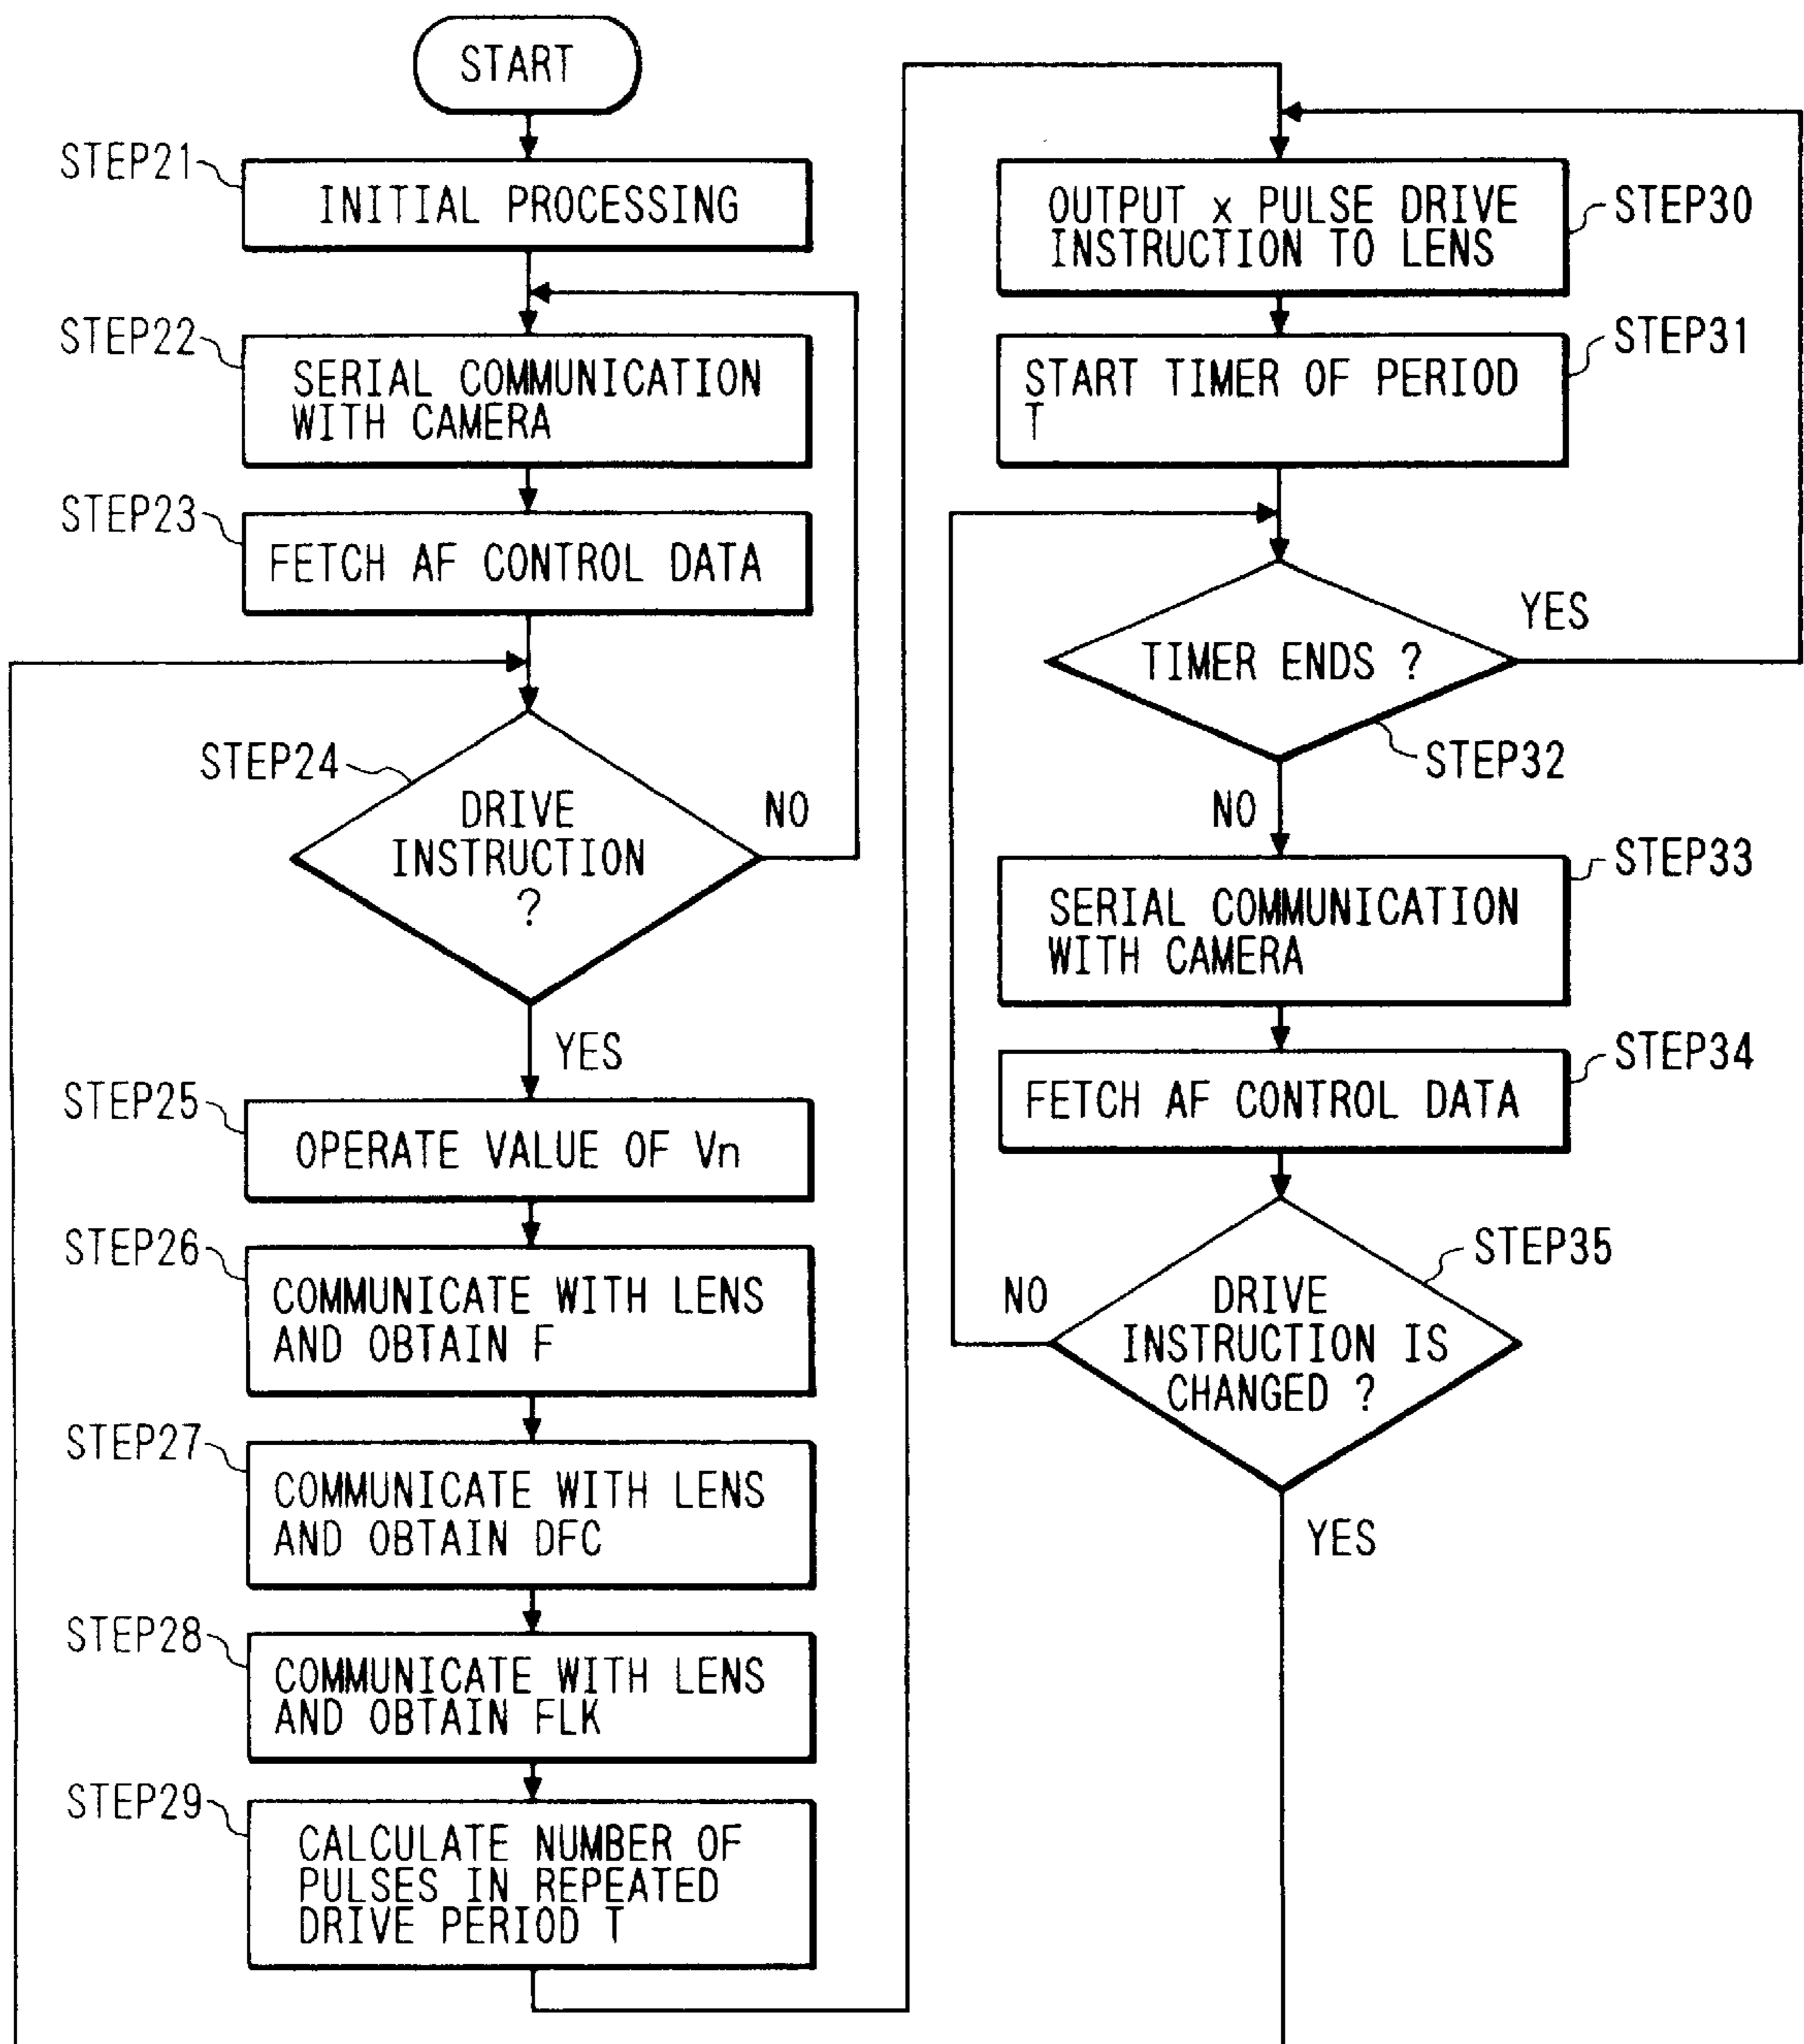 START
STEP21
INITIAL PROCESSING
STEP22
SERIAL COMMUNICATION
WITH CAMERA
STEP23
FETCH AF CONTROL DATA
STEP24
DRIVE
INSTRUCTION
?
NO
YES
STEP25
OPERATE VALUE OF Vn
STEP26
COMMUNICATE WITH LENS
AND OBTAIN F
STEP27
COMMUNICATE WITH LENS
AND OBTAIN DFC
STEP28
COMMUNICATE WITH LENS
AND OBTAIN FLK
STEP29
CALCULATE NUMBER OF
PULSES IN REPEATED
DRIVE PERIOD T
OUTPUT x PULSE DRIVE
INSTRUCTION TO LENS
STEP30
START TIMER OF PERIOD
T
STEP31
TIMER ENDS ?
YES
STEP32
NO
SERIAL COMMUNICATION
WITH CAMERA
STEP33
FETCH AF CONTROL DATA
STEP34
STEP35
DRIVE
INSTRUCTION IS
CHANGED ?
NO
YES